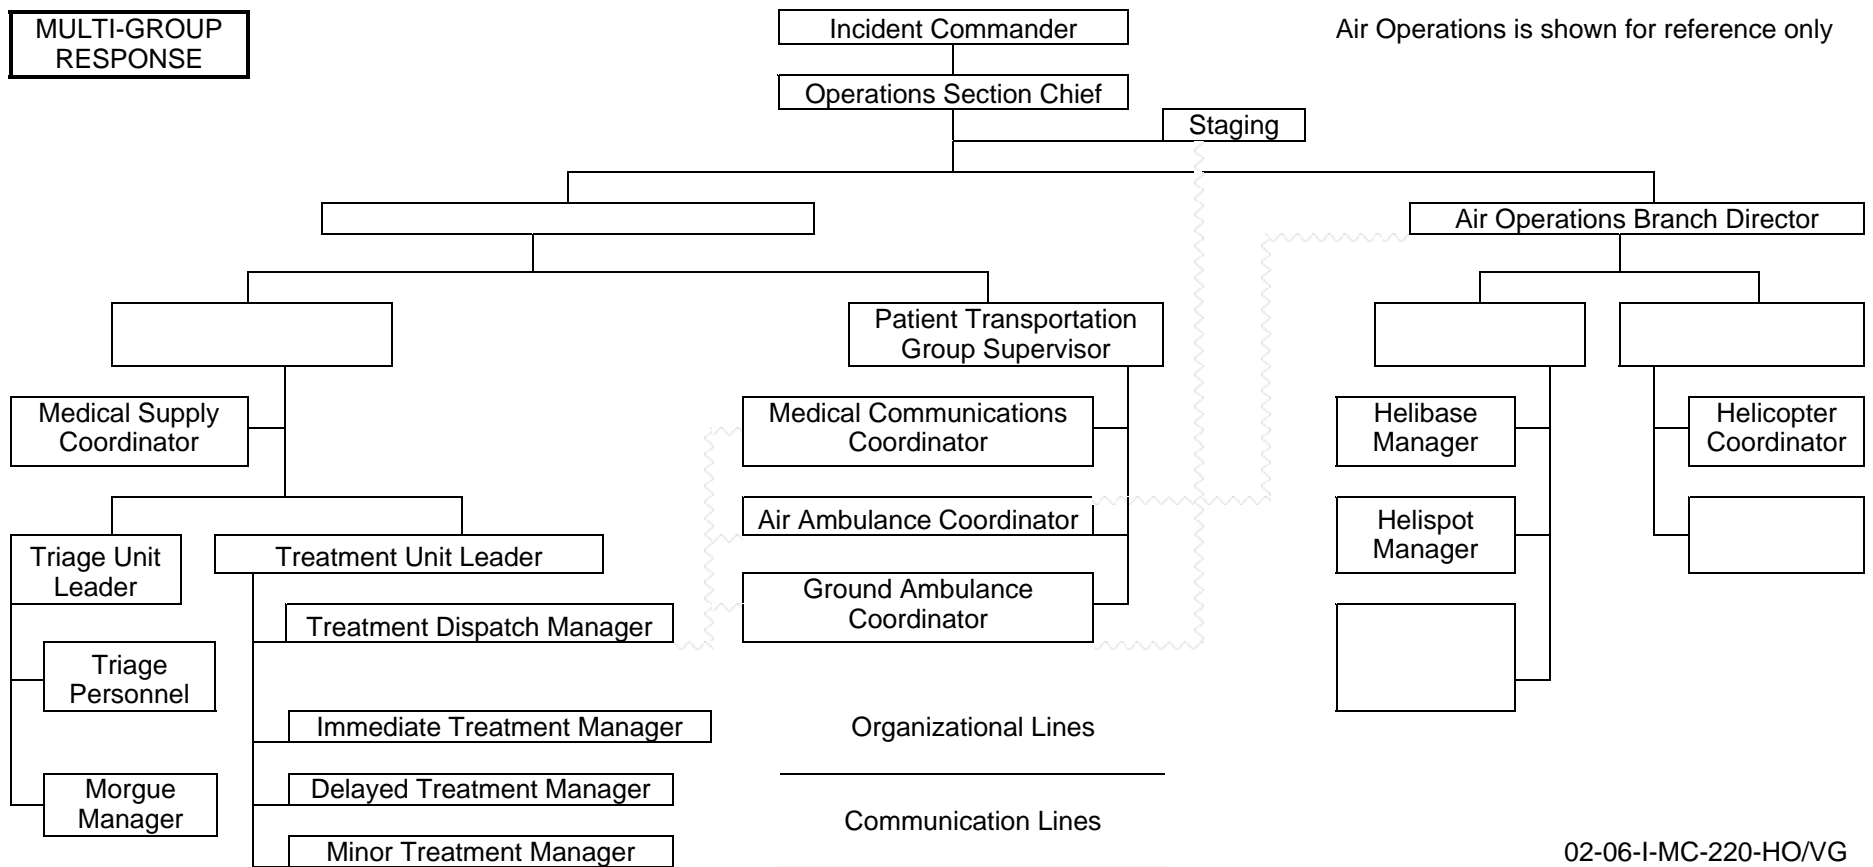 MULTI-GROUP
RESPONSE
Incident Commander
Air Operations is shown for reference only
Operations Section Chief
Staging
Air Operations Branch Director
Patient Transportation
Group Supervisor
Medical Supply
Coordinator
Medical Communications
Coordinator
Helibase
Manager
Helicopter
Coordinator
Air Ambulance Coordinator
Helispot
Manager
Triage Unit
Leader
Treatment Unit Leader
Ground Ambulance
Coordinator
Treatment Dispatch Manager
Triage
Personnel
Immediate Treatment Manager
Organizational Lines
Morgue
Manager
Delayed Treatment Manager
Communication Lines
Minor Treatment Manager
02-06-I-MC-220-HO/VG